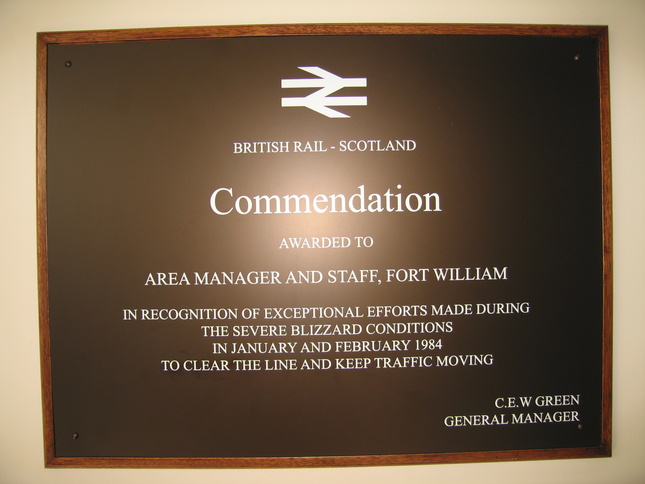 BRITISH RAIL - SCOTLAND
Commendation
AWARDED TO
AREA MANAGER AND STAFF, FORT WILLIAM
IN RECOGNITION OF EXCEPTIONAL EFFORTS MADE DURING
THE SEVERE BLIZZARD CONDITIONS
IN JANUARY AND FEBRUARY 1984
TO CLEAR THE LINE AND KEEP TRAFFIC MOVING
C.E.W GREEN
GENERAL MANAGER